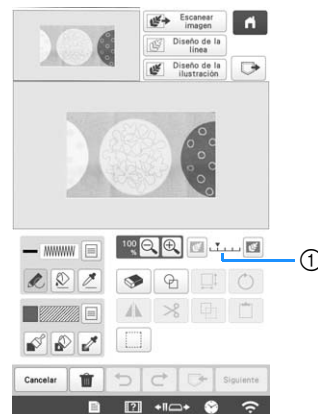 Escanear
imagen
Diseño de la
línea
Diseño de la
ilustración
100
%
①
Cancelar
Siguiente